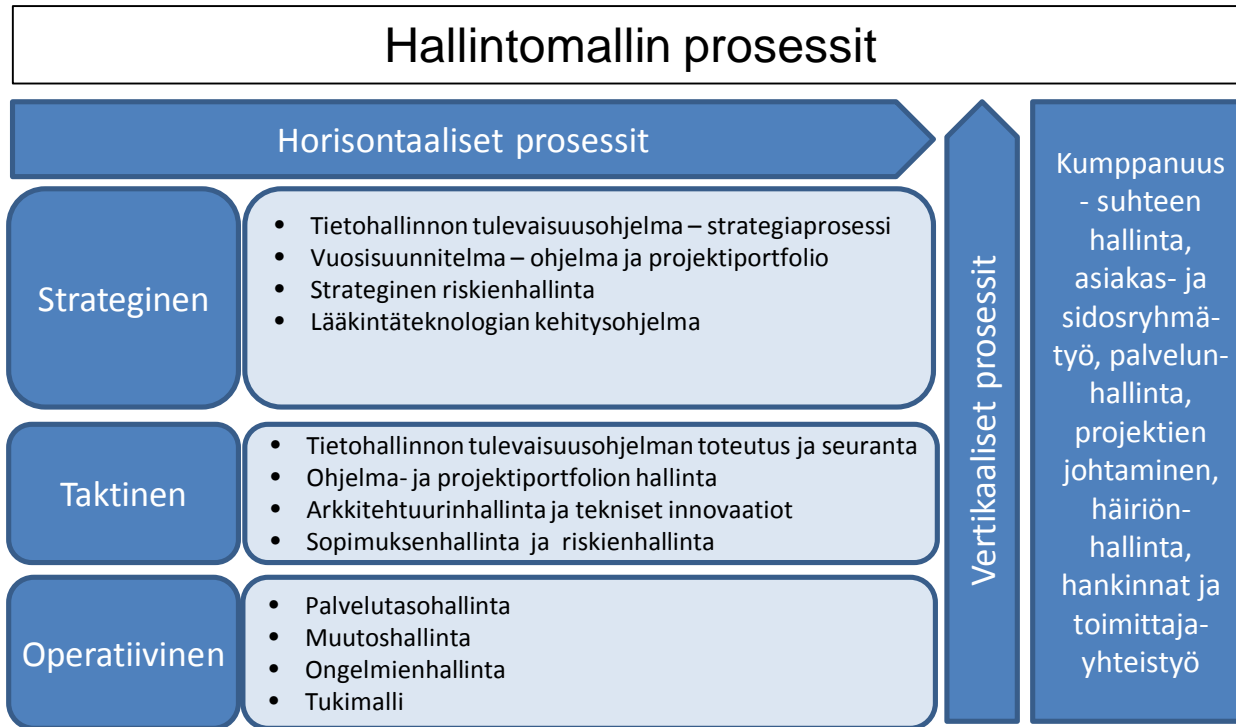 Hallintomallin prosessit
Horisontaaliset prosessit
Strateginen
• Tietohallinnon tulevaisuusohjelma – strategiaprosessi
• Vuosisuunnitelma – ohjelma ja projektiportfolio
• Strateginen riskienhallinta
• Lääkintäteknologian kehitysohjelma
Taktinen
• Tietohallinnon tulevaisuusohjelman toteutus ja seuranta
• Ohjelma- ja projektiportfolion hallinta
• Arkkitehtuurinhallinta ja tekniset innovaatiot
• Sopimuksenhallinta ja riskienhallinta
Operatiivinen
• Palvelutasohallinta
• Muutoshallinta
• Ongelmienhallinta
• Tukimalli
Vertikaaliset prosessit
Kumppanuus
- suhteen
hallinta,
asiakas- ja
sidosryhmä-
työ, palvelun-
hallinta,
projektien
johtaminen,
häiriön-
hallinta,
hankinnat ja
toimittaja-
yhteistyö